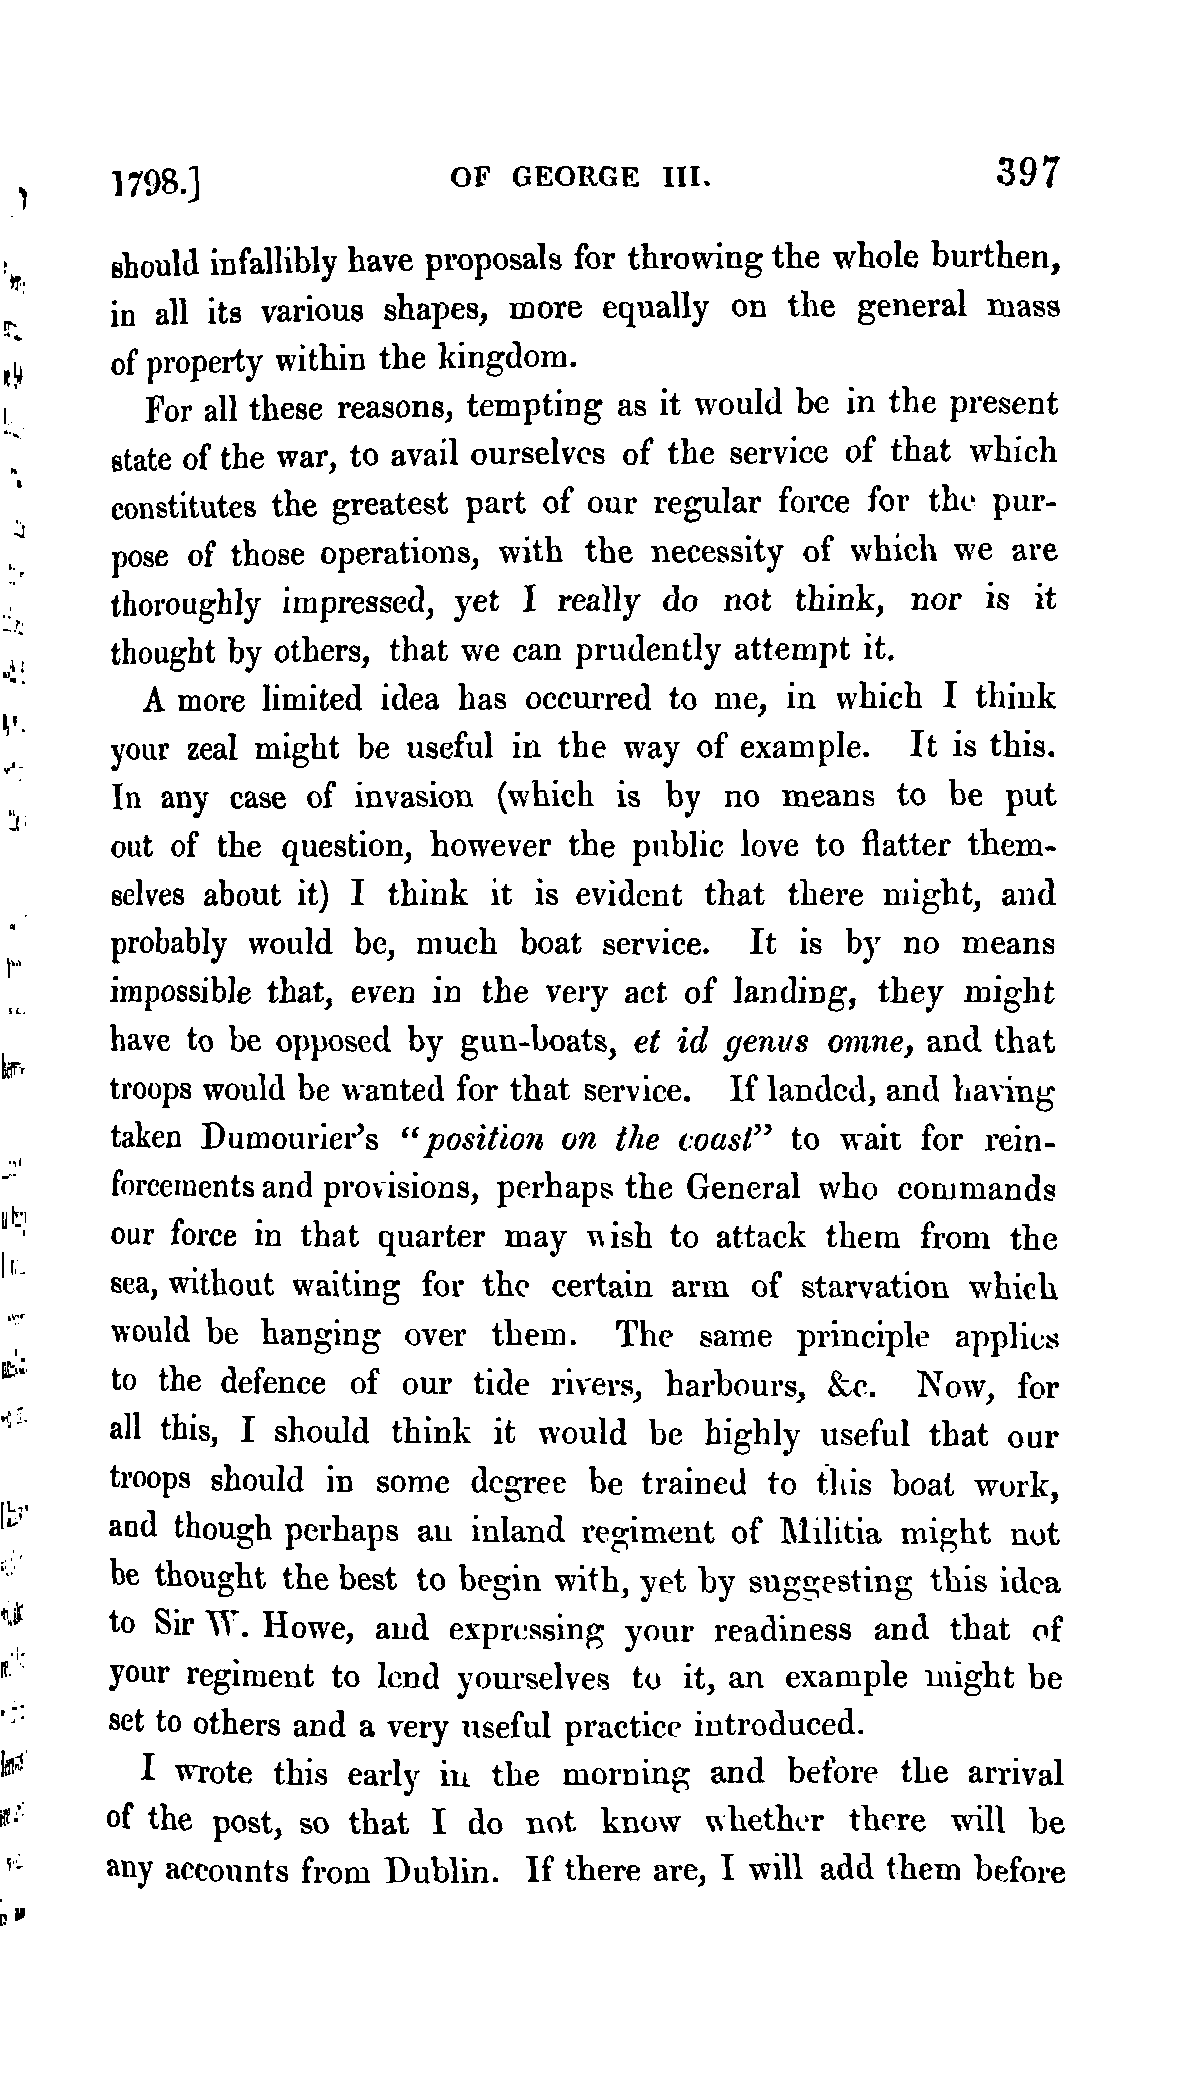 1798.] OF GEORGE III. 397
should infallibly have proposals for throwing the whole burthen,
in all its various shapes, more equally on the general mass
of property within the kingdom.
For all these reasons, tempting as it would be in the present
state of the war, to avail ourselves of the service of that which
constitutes the greatest part of our regular force for the pur-
pose of those operations, with the necessity of which we are
thoroughly impressed, yet I really do not think, nor is it
thought by others, that we can prudently attempt it.
A more limited idea has occurred to me, in which I think
your zeal might be useful in the way of example. It is this.
In any case of invasion (which is by no means to be put
out of the question, however the public love to flatter them-
selves about it) I think it is evident that there might, and
probably would be, much boat service. It is by no means
impossible that, even in the very act of landing, they might
have to be opposed by gun-boats, et id genus omne, and that
troops would be wanted for that service. If landed, and having
taken Dumourier's "position on the coast" to wait for rein-
forcements and provisions, perhaps the General who commands
our force in that quarter may wish to attack them from the
sea, without waiting for the certain arm of starvation which
would be hanging over them. The same principle applies
to the defence of our tide rivers, harbours, &c. Now, for
all this, I should think it would be highly useful that our
troops should in some degree be trained to this boat work,
and though perhaps an inland regiment of Militia might not
be thought the best to begin with, yet by suggesting this idea
to Sir W. Howe, and expressing your readiness and that of
your regiment to lend yourselves to it, an example might be
set to others and a very useful practice introduced.
I wrote this early in the morning and before the arrival
of the post, so that I do not know whether there will be
any accounts from Dublin. If there are, I will add them before